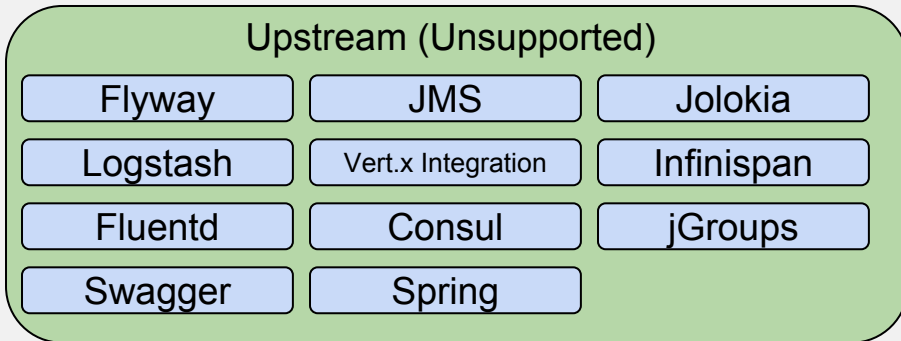 Upstream (Unsupported)
Flyway JMS Jolokia
Logstash Vert.x Integration Infinispan
Fluentd Consul jGroups
Swagger Spring